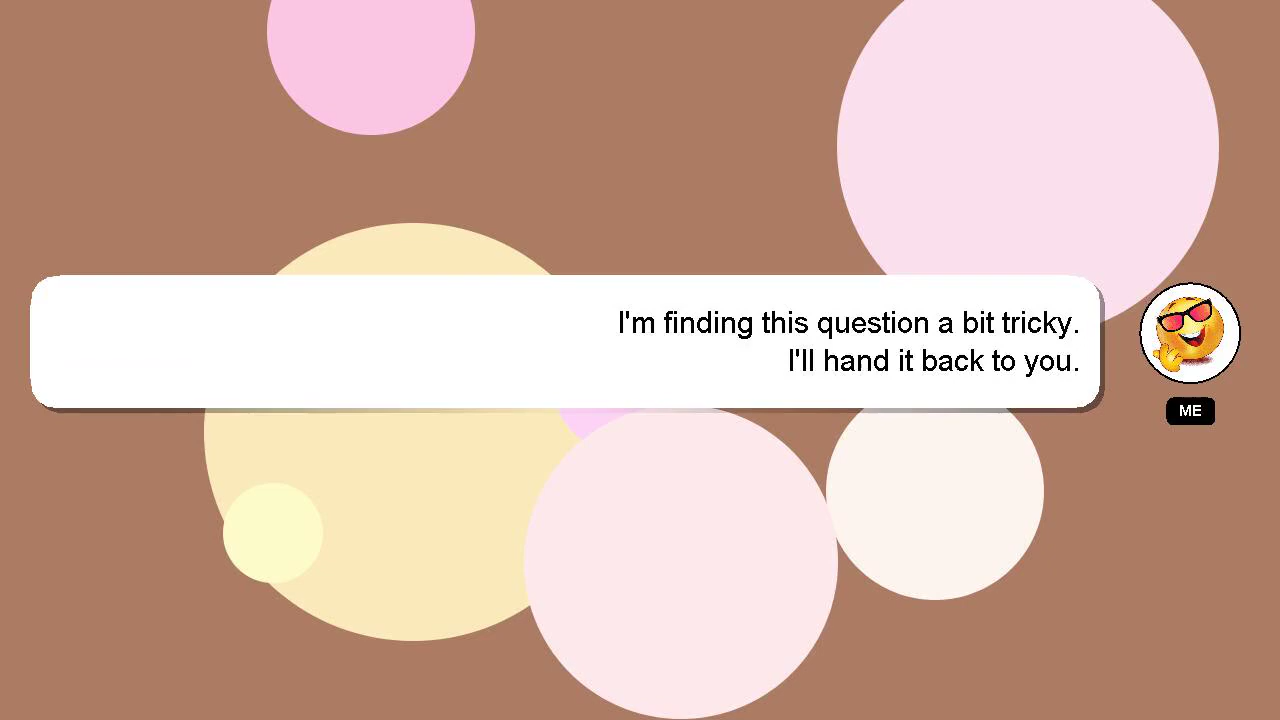 I'm finding this question a bit tricky.
I'll hand it back to you.
ME